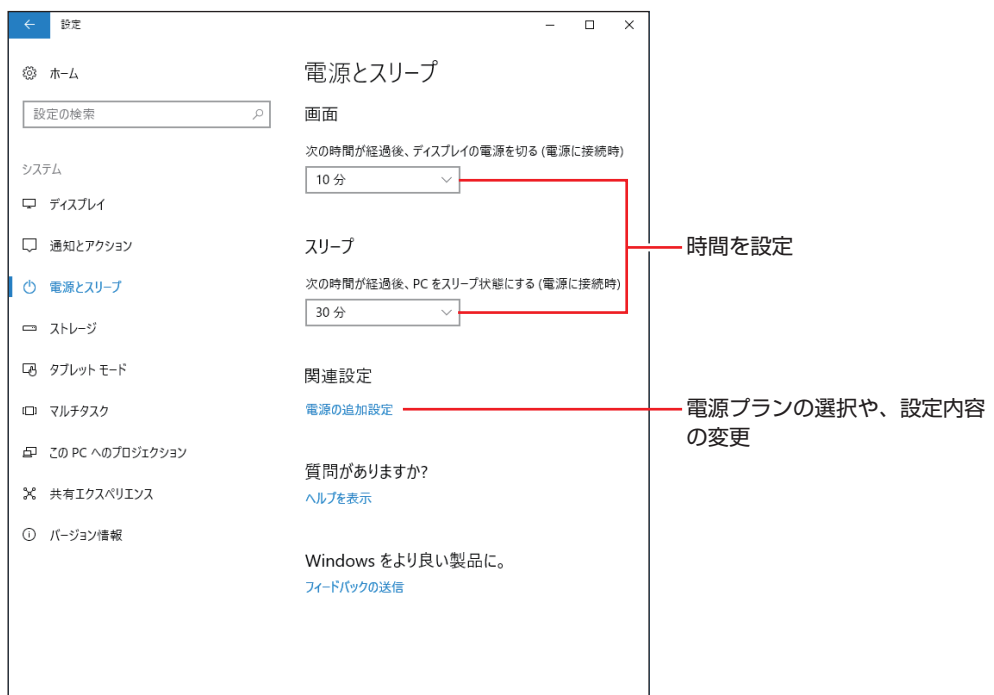 設定
ホーム
設定の検索
システム
ディスプレイ
通知とアクション
電源とスリープ
ストレージ
タブレット モード
マルチタスク
この PC へのプロジェクション
共有エクスペリエンス
バージョン情報
電源とスリープ
画面
次の時間が経過後、ディスプレイの電源を切る (電源に接続時)
10 分
スリープ
次の時間が経過後、PC をスリープ状態にする (電源に接続時)
30 分
関連設定
電源の追加設定
質問がありますか?
ヘルプを表示
Windows をより良い製品に。
フィードバックの送信
時間を設定
電源プランの選択や、設定内容
の変更